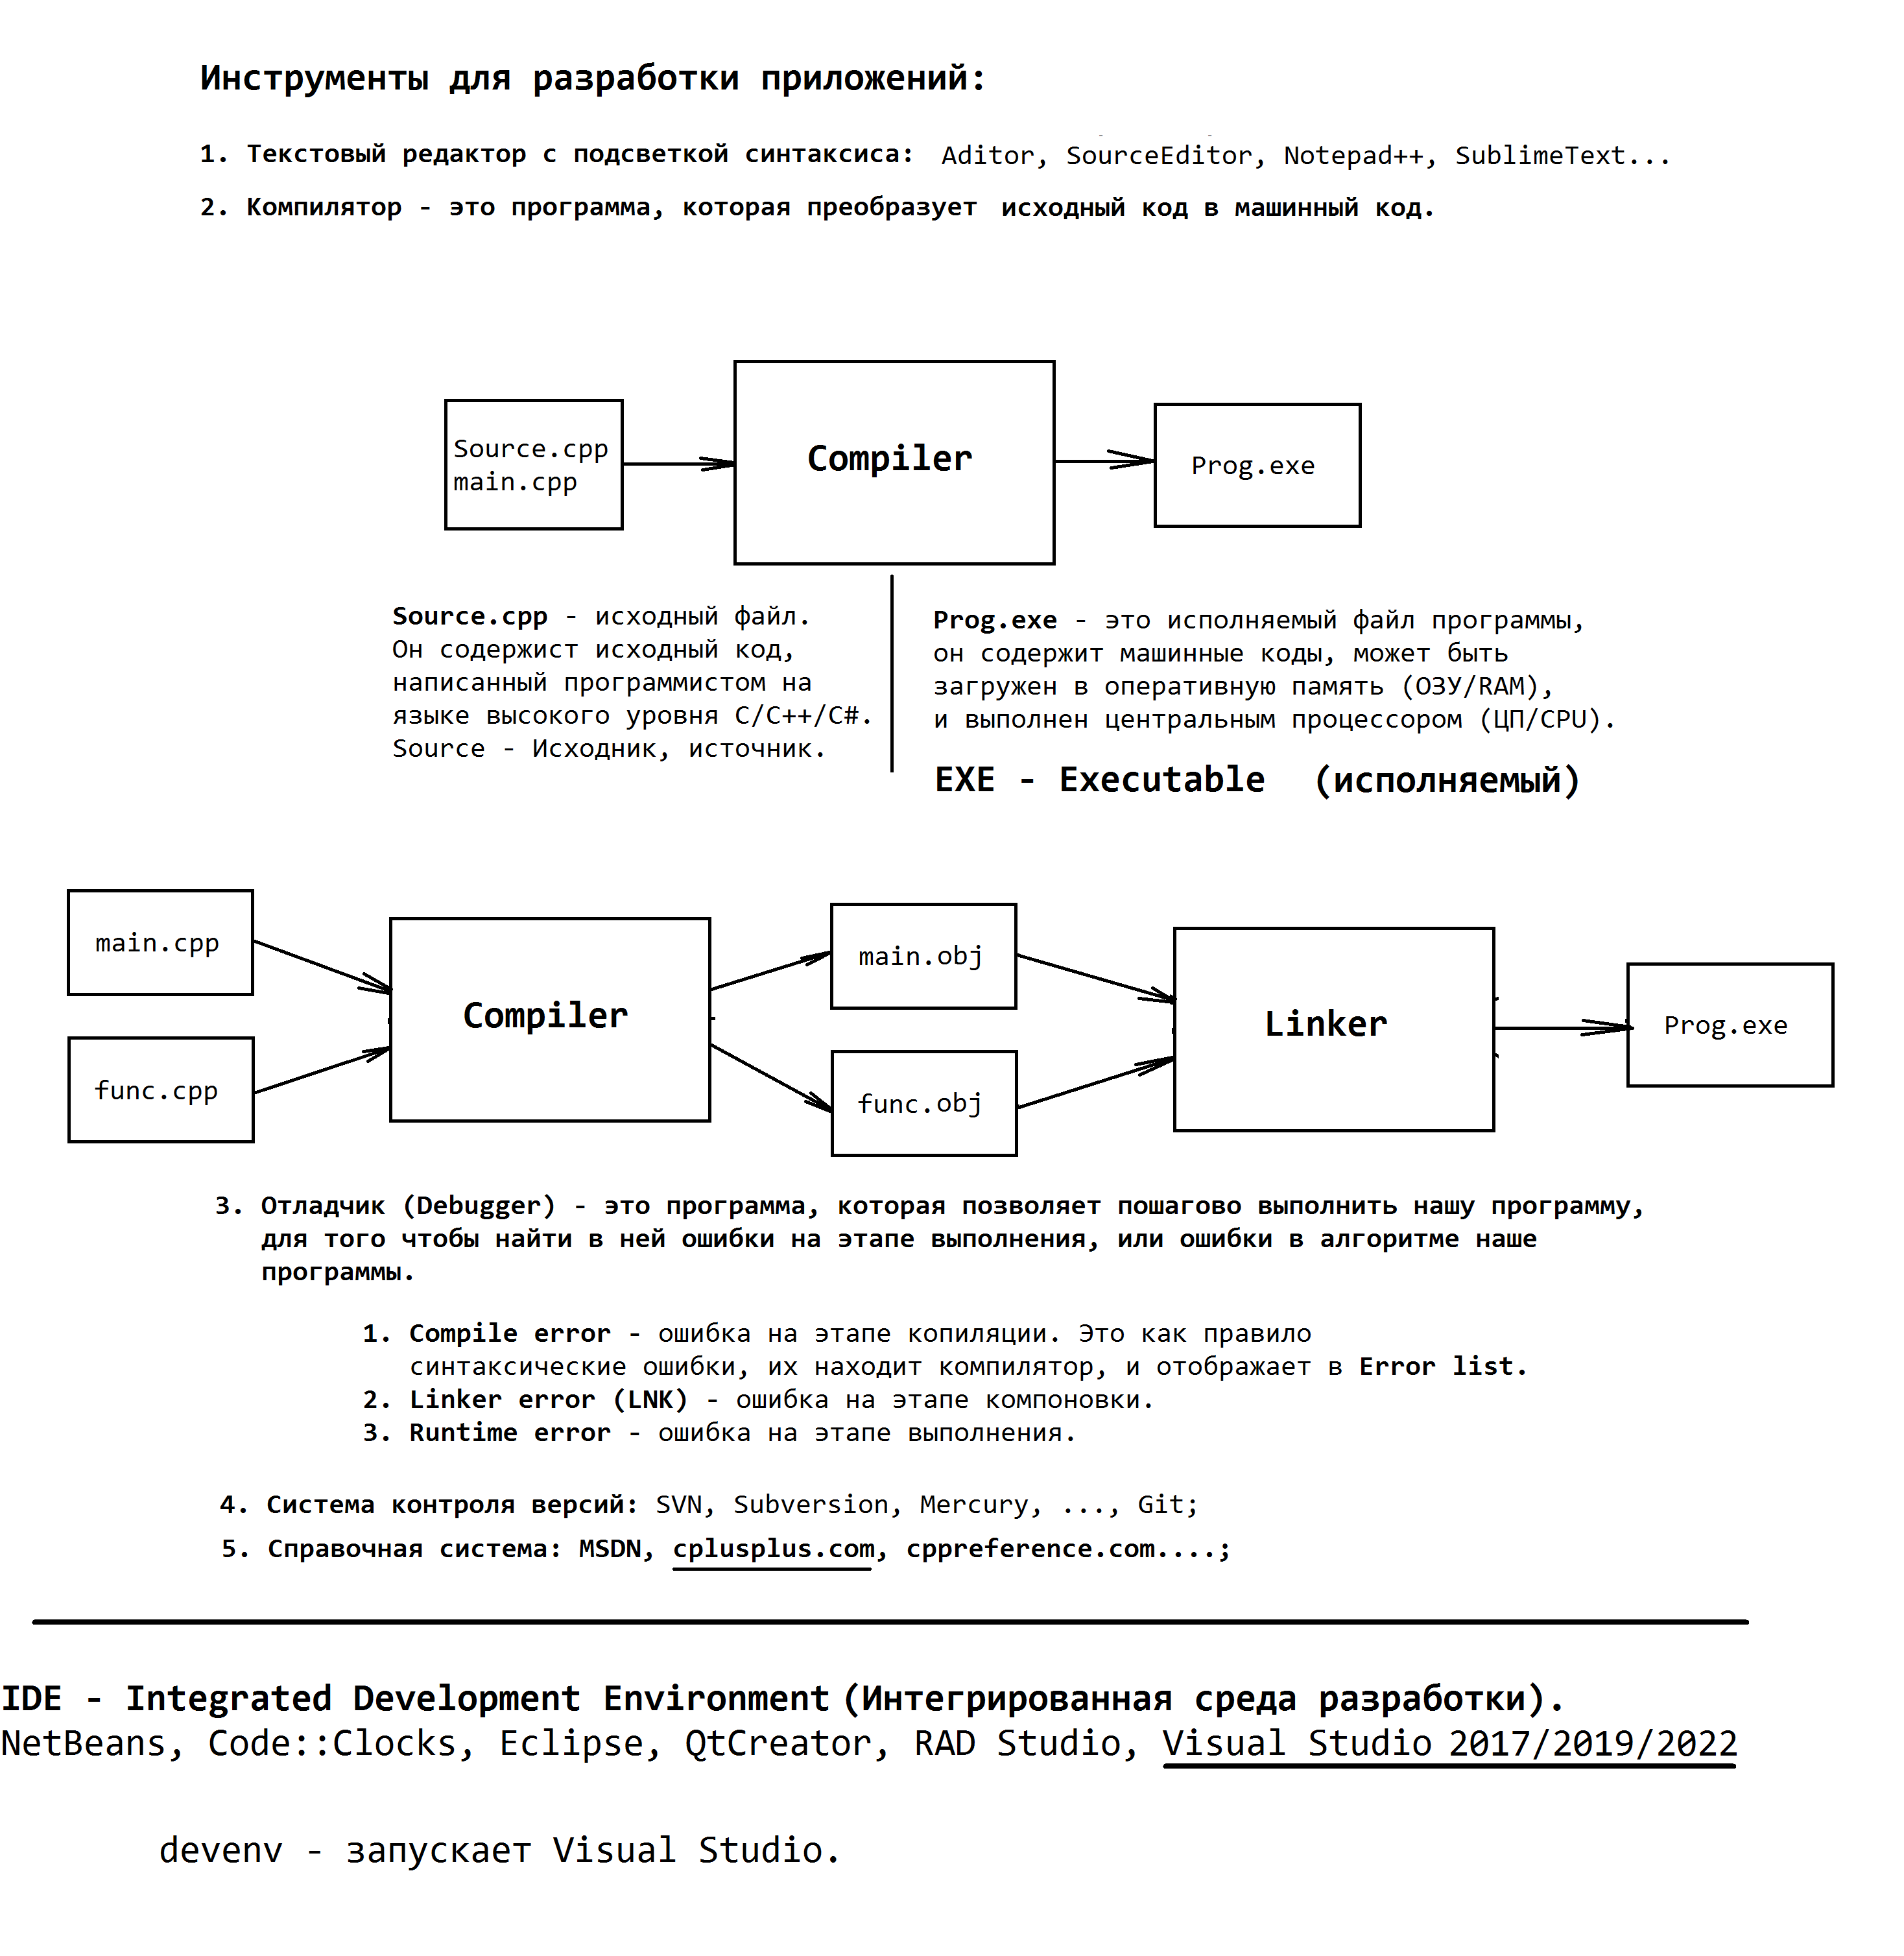 Инструменты для разработки приложений:
1. Текстовый редактор с подсветкой синтаксиса: Aditor, SourceEditor, Notepad++, SublimeText...
2. Компилятор - это программа, которая преобразует исходный код в машинный код.
Source.cpp
main.cpp
Compiler
Prog.exe
Source.cpp - исходный файл.
Он содержист исходный код,
написанный программистом на
языке высокого уровня C/C++/C#.
Source - Исходник, источник.
Prog.exe - это исполняемый файл программы,
он содержит машинные коды, может быть
загружен в оперативную память (ОЗУ/RAM),
и выполнен центральным процессором (ЦП/CPU).
EXE - Executable (исполняемый)
main.cpp
func.cpp
Compiler
main.obj
func.obj
Linker
Prog.exe
3. Отладчик (Debugger) - это программа, которая позволяет пошагово выполнить нашу программу,
для того чтобы найти в ней ошибки на этапе выполнения, или ошибки в алгоритме наше
программы.
1. Compile error - ошибка на этапе копиляции. Это как правило
синтаксические ошибки, их находит компилятор, и отображает в Error list.
2. Linker error (LNK) - ошибка на этапе компоновки.
3. Runtime error - ошибка на этапе выполнения.
4. Система контроля версий: SVN, Subversion, Mercury, ..., Git;
5. Справочная система: MSDN, cplusplus.com, cppreference.com....;
IDE - Integrated Development Environment (Интегрированная среда разработки).
NetBeans, Code::Clocks, Eclipse, QtCreator, RAD Studio, Visual Studio 2017/2019/2022
devenv - запускает Visual Studio.